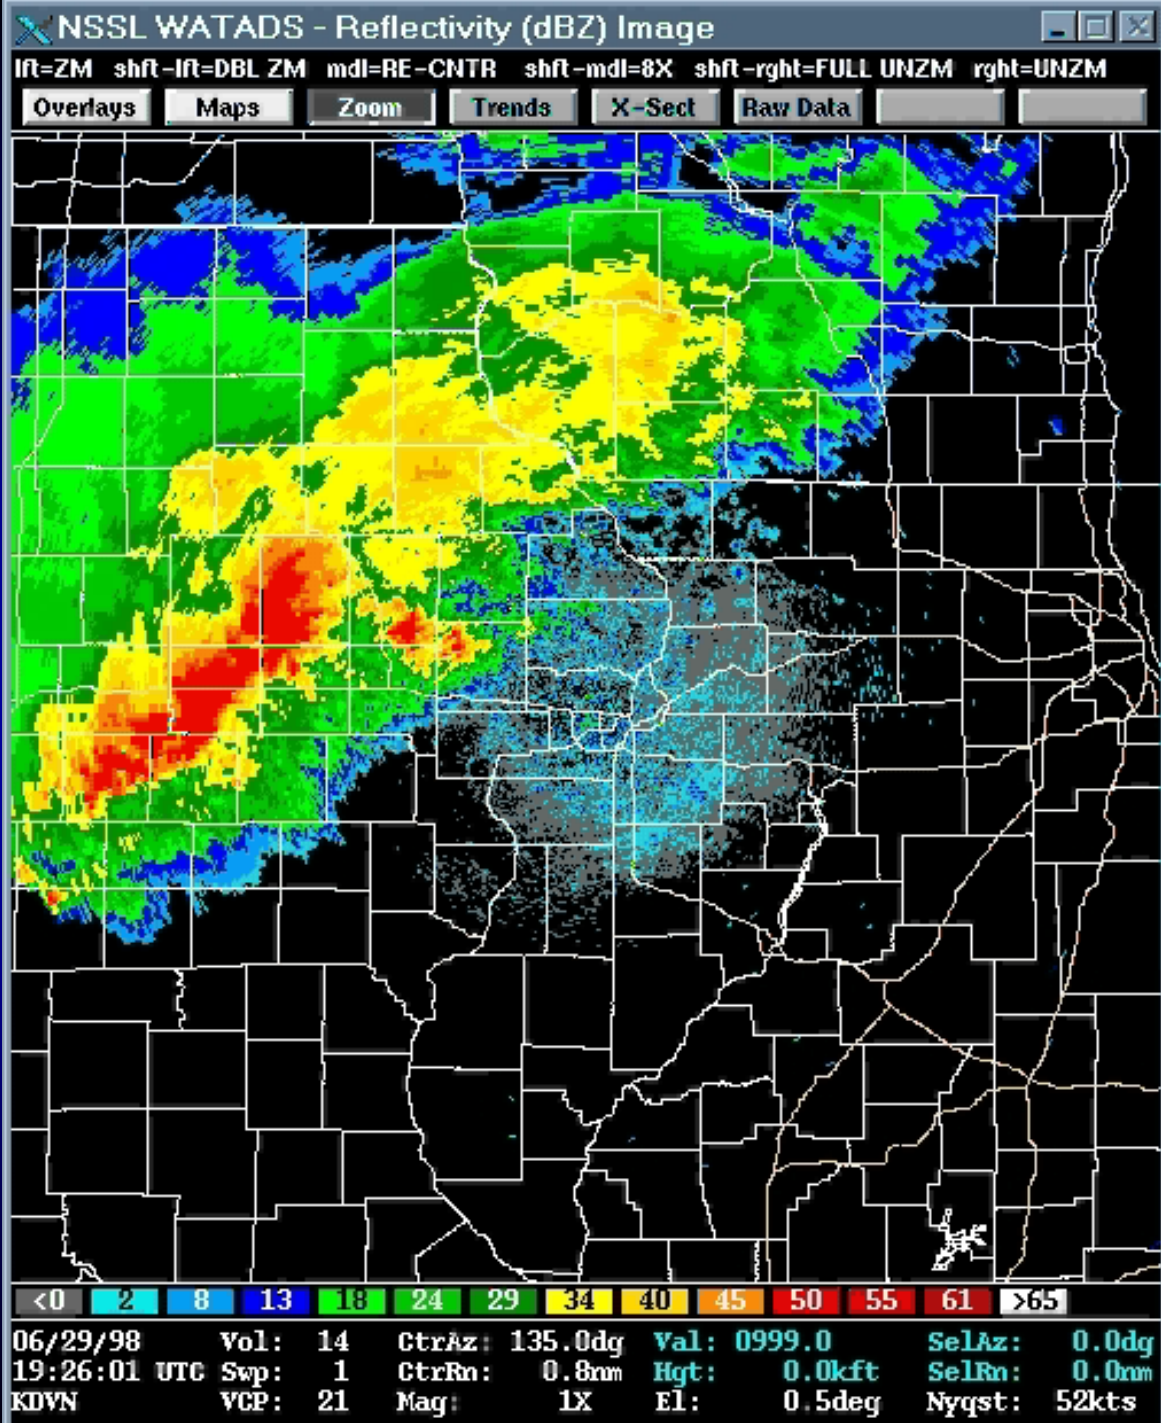 NSSL WATADS - Reflectivity (dBZ) Image
lft=ZM shft-lft=DBL ZM mdl=RE-CNTR shft-mdl=8X shft-rght=FULL UNZM rght=UNZM
Overlays Maps Zoom Trends X-Sect Raw Data
<0 2 8 13 18 24 29 34 40 45 50 55 61 >65
06/29/98 Vol: 14 CtrAz: 135.0dg Val: 0999.0 SelAz: 0.0dg
19:26:01 UTC Swp: 1 CtrRn: 0.8nm Hgt: 0.0kft SelRn: 0.0nm
KDVN VCP: 21 Mag: 1X El: 0.5deg Nyqst: 52kts